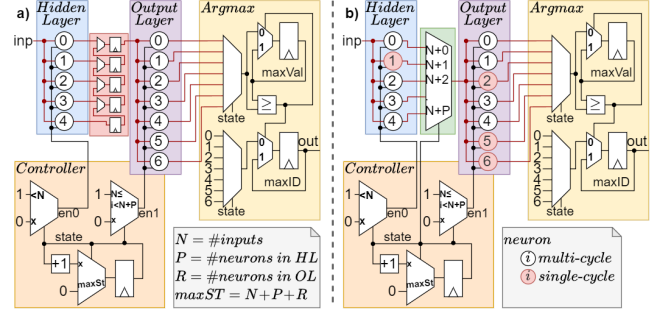 a)
Hidden
Layer
Output
Layer
Argmax
inp
0
1
2
3
4
0
1
2
3
4
5
6
state
0
1
maxVal
≥
0
1
2
3
4
5
6
state
0
1
maxID
out
Controller
1
<N
0
x
en0
1
N≤
i<N+P
0
x
en1
state
+1
x
maxSt
0
N = #inputs
P = #neurons in HL
R = #neurons in OL
maxST = N+P+R
b)
Hidden
Layer
Output
Layer
Argmax
inp
0
1
2
3
4
N+0
N+1
N+2
N+P
0
1
2
3
4
5
6
state
0
1
maxVal
≥
0
1
2
3
4
5
6
state
0
1
maxID
out
Controller
1
<N
0
x
en0
1
N≤
i<N+P
0
x
en1
state
+1
x
maxSt
0
neuron
i multi-cycle
i single-cycle